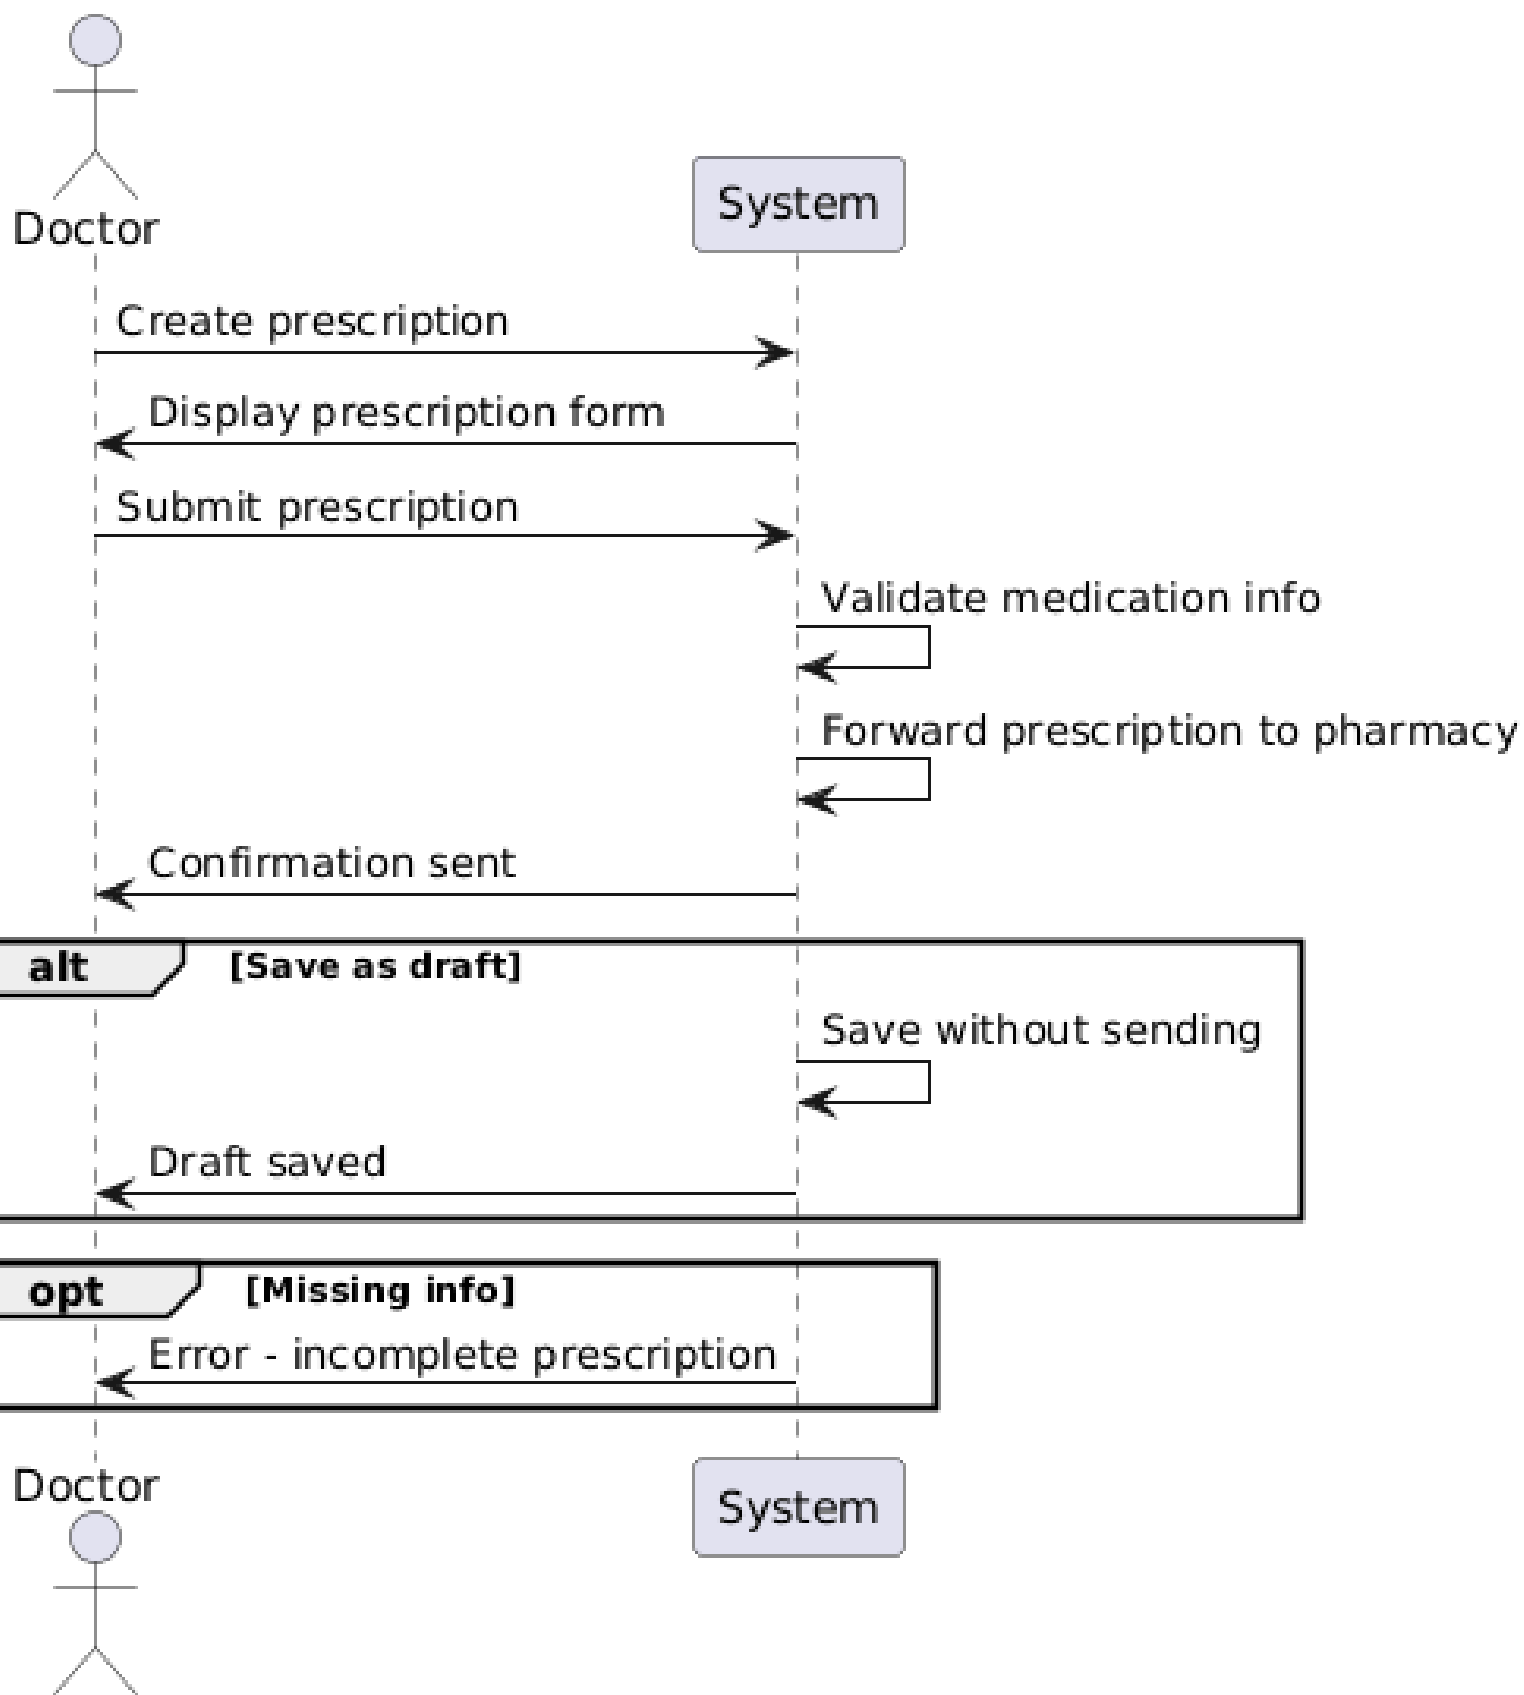 Doctor
System
Create prescription
Display prescription form
Submit prescription
Validate medication info
Forward prescription to pharmacy
Confirmation sent
alt [Save as draft]
Save without sending
Draft saved
opt [Missing info]
Error - incomplete prescription
Doctor
System